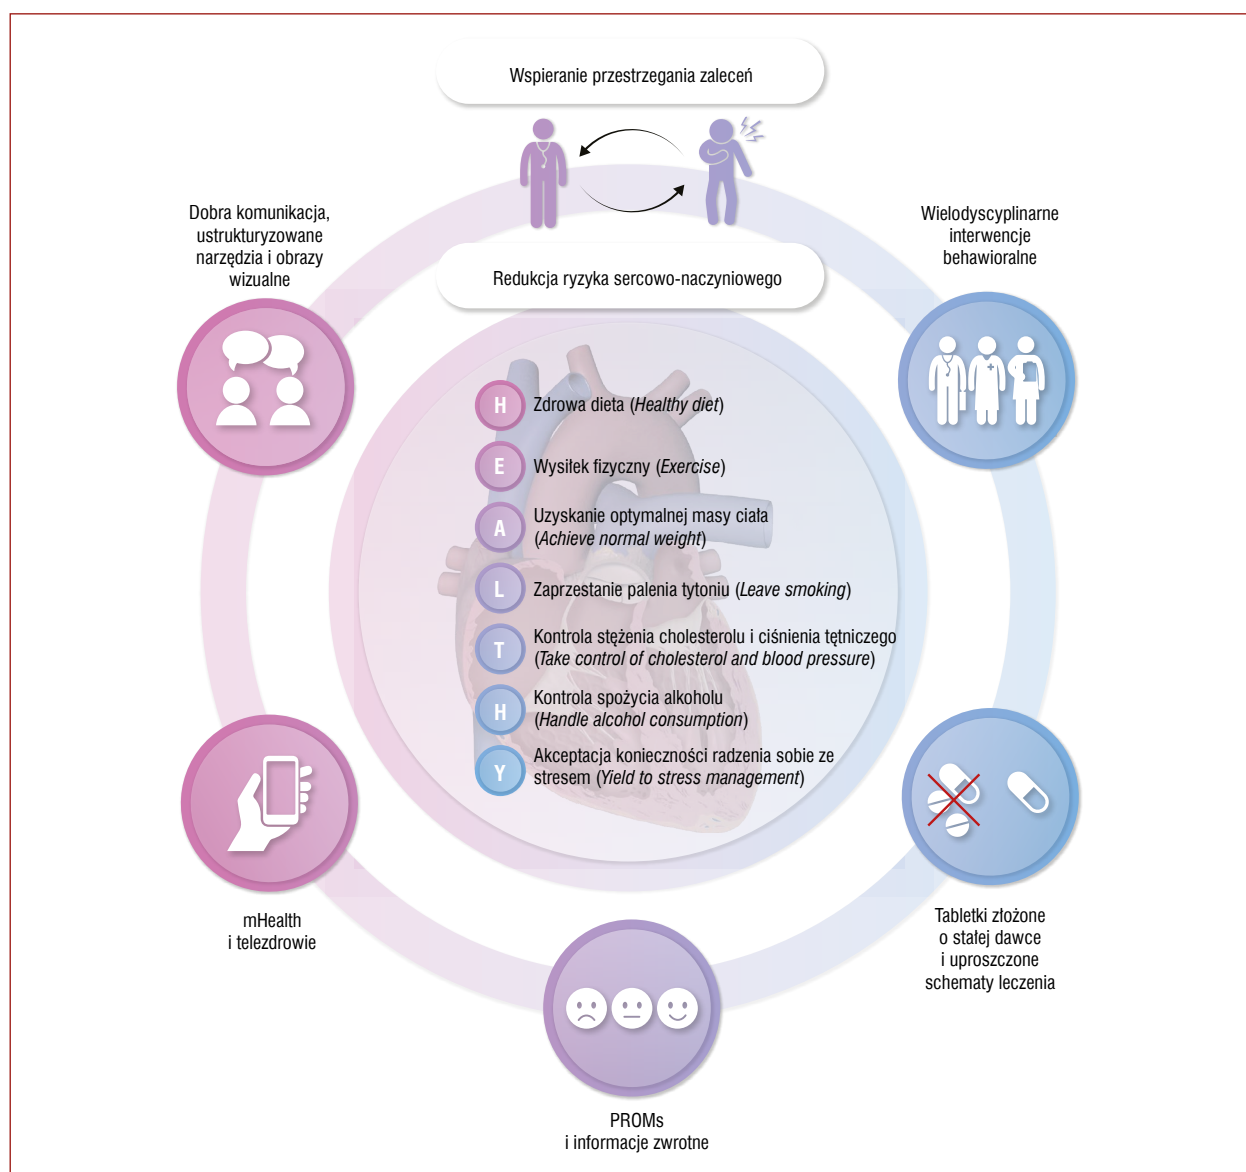 Wspieranie przestrzegania zaleceń
Dobra komunikacja,
ustrukturyzowane
narzędzia i obrazy
wizualne
Wielodyscyplinarne
interwencje
behawioralne
Redukcja ryzyka sercowo-naczyniowego
H Zdrowa dieta (Healthy diet)
E Wysiłek fizyczny (Exercise)
A Uzyskanie optymalnej masy ciała
(Achieve normal weight)
L Zaprzestanie palenia tytoniu (Leave smoking)
T Kontrola stężenia cholesterolu i ciśnienia tętniczego
(Take control of cholesterol and blood pressure)
H Kontrola spożycia alkoholu
(Handle alcohol consumption)
Y Akceptacja konieczności radzenia sobie ze
stresem (Yield to stress management)
mHealth
i telezdrowie
Tabletki złożone
o stałej dawce
i uproszczone
schematy leczenia
PROMs
i informacje zwrotne